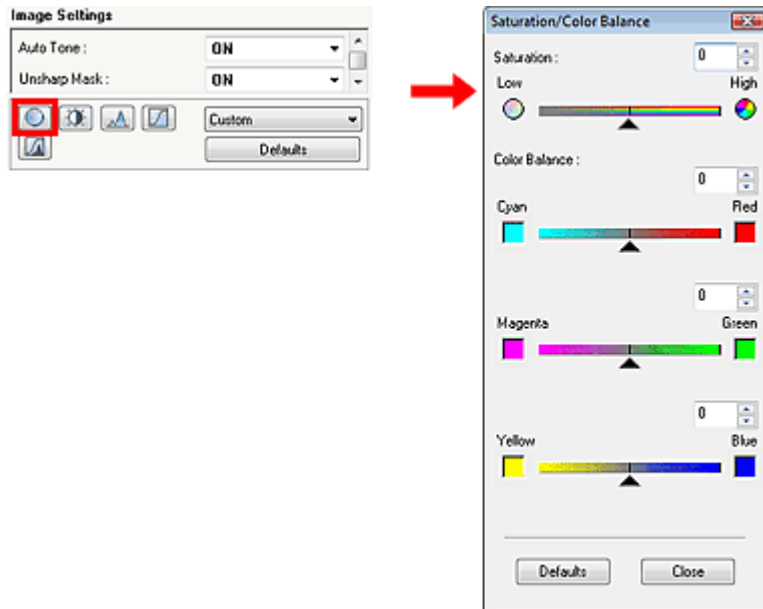 Image Settings
Auto Tone : ON
Unsharp Mask : ON
Custom
Defaults
Saturation/Color Balance
Saturation : 0
Low High
Color Balance :
0
Cyan Red
0
Magenta Green
0
Yellow Blue
Defaults Close